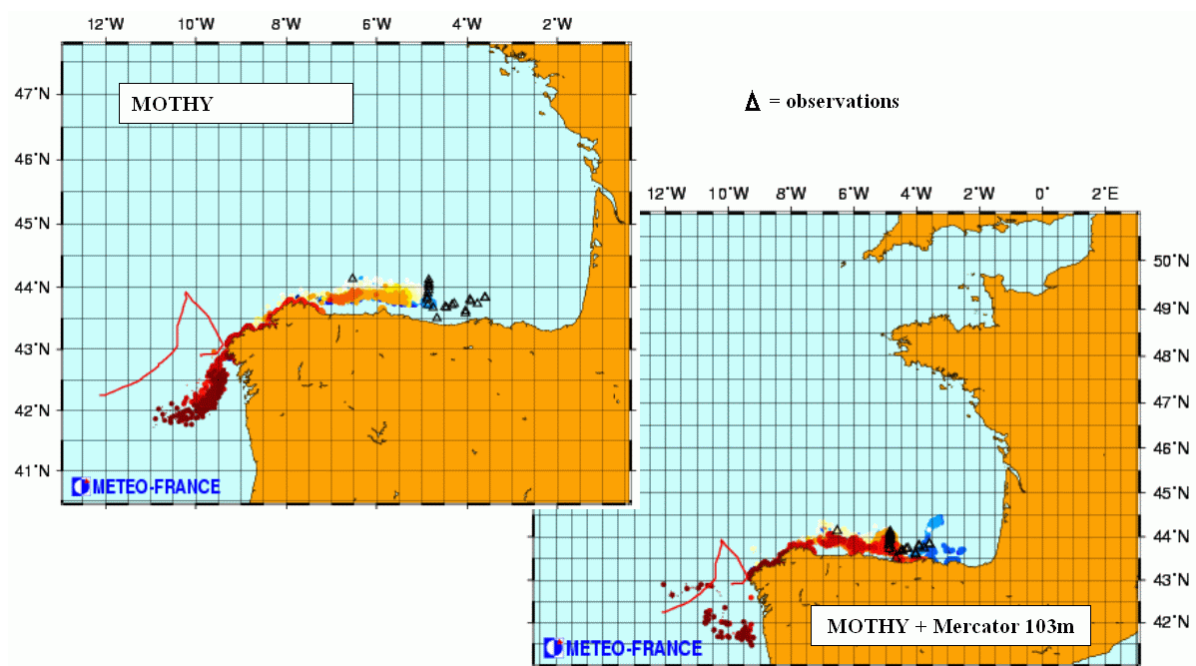 12°W 10°W 8°W 6°W 4°W 2°W
47°N
MOTHY
Δ = observations
46°N
45°N
44°N
43°N
42°N
41°N
METEO-FRANCE
12°W 10°W 8°W 6°W 4°W 2°W 0° 2°E
50°N
49°N
48°N
47°N
46°N
45°N
44°N
43°N
42°N
MOTHY + Mercator 103m
METEO-FRANCE